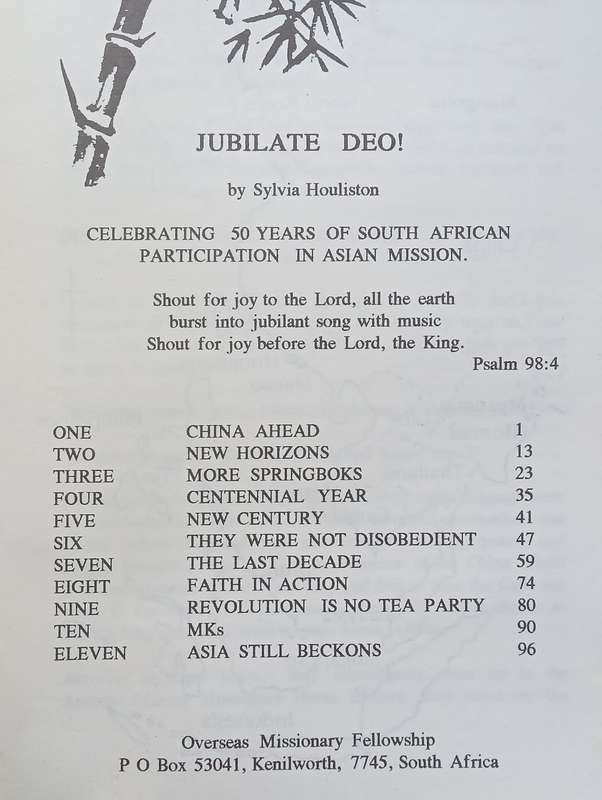 JUBILATE DEO!
by Sylvia Houliston
CELEBRATING 50 YEARS OF SOUTH AFRICAN
PARTICIPATION IN ASIAN MISSION.
Shout for joy to the Lord, all the earth
burst into jubilant song with music
Shout for joy before the Lord, the King.
Psalm 98:4
ONE CHINA AHEAD 1
TWO NEW HORIZONS 13
THREE MORE SPRINGBOKS 23
FOUR CENTENNIAL YEAR 35
FIVE NEW CENTURY 41
SIX THEY WERE NOT DISOBEDIENT 47
SEVEN THE LAST DECADE 59
EIGHT FAITH IN ACTION 74
NINE REVOLUTION IS NO TEA PARTY 80
TEN MKs 90
ELEVEN ASIA STILL BECKONS 96
Overseas Missionary Fellowship
P O Box 53041, Kenilworth, 7745, South Africa